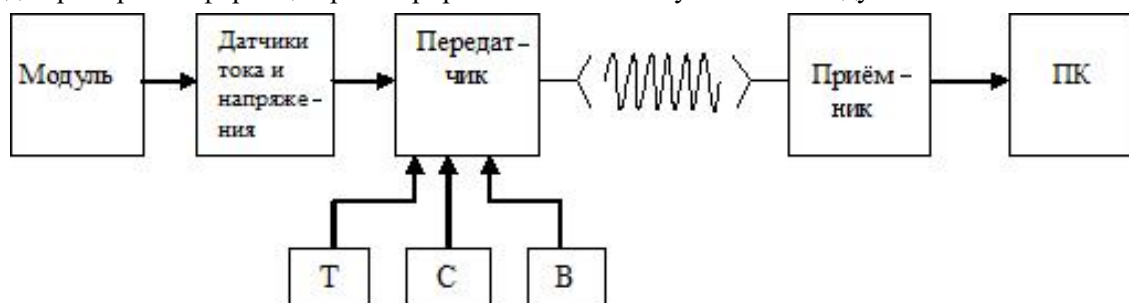 Модуль
Датчики
тока и
напряже -
ния
Передат -
чик
Приём -
ник
ПК
Т
С
В